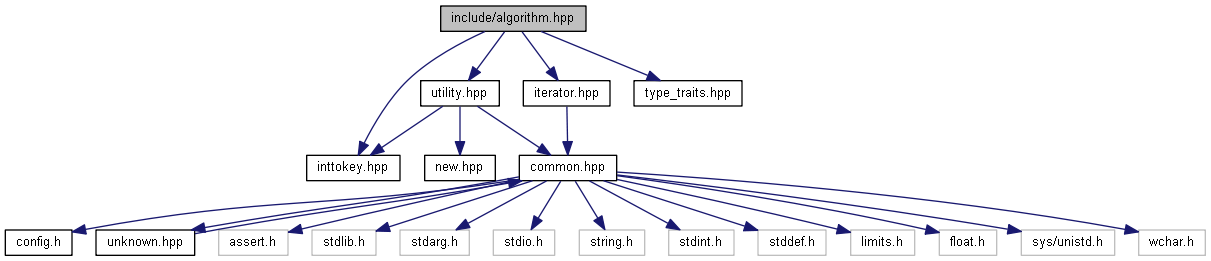 include/algorithm.hpp
utility.hpp
iterator.hpp
type_traits.hpp
inttokey.hpp
new.hpp
common.hpp
config.h
unknown.hpp
assert.h
stdlib.h
stdarg.h
stdio.h
string.h
stdint.h
stddef.h
limits.h
float.h
sys/unistd.h
wchar.h